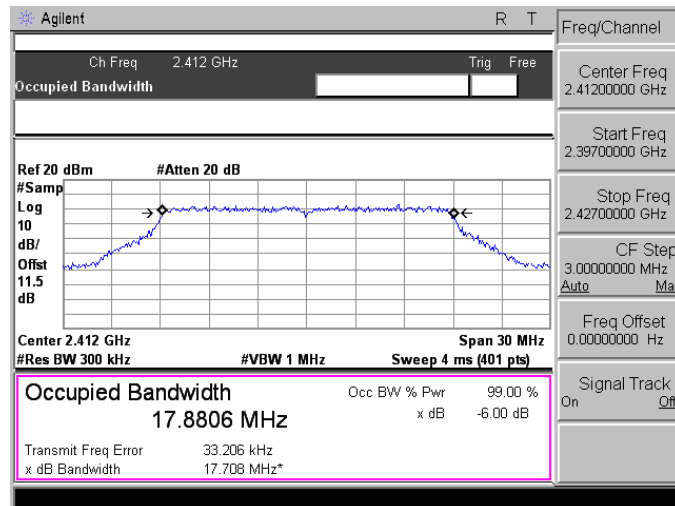 Agilent R T
Ch Freq 2.412 GHz Trig Free
Occupied Bandwidth
Ref 20 dBm #Atten 20 dB
#Samp
Log
10
dB/
Offst
11.5
dB
Center 2.412 GHz Span 30 MHz
#Res BW 300 kHz #VBW 1 MHz Sweep 4 ms (401 pts)
Occupied Bandwidth Occ BW % Pwr 99.00 %
17.8806 MHz x dB -6.00 dB
Transmit Freq Error 33.206 kHz
x dB Bandwidth 17.708 MHz*
Freq/Channel
Center Freq
2.41200000 GHz
Start Freq
2.39700000 GHz
Stop Freq
2.42700000 GHz
CF Step
3.00000000 MHz
Auto Ma
Freq Offset
0.00000000 Hz
Signal Track
On Off